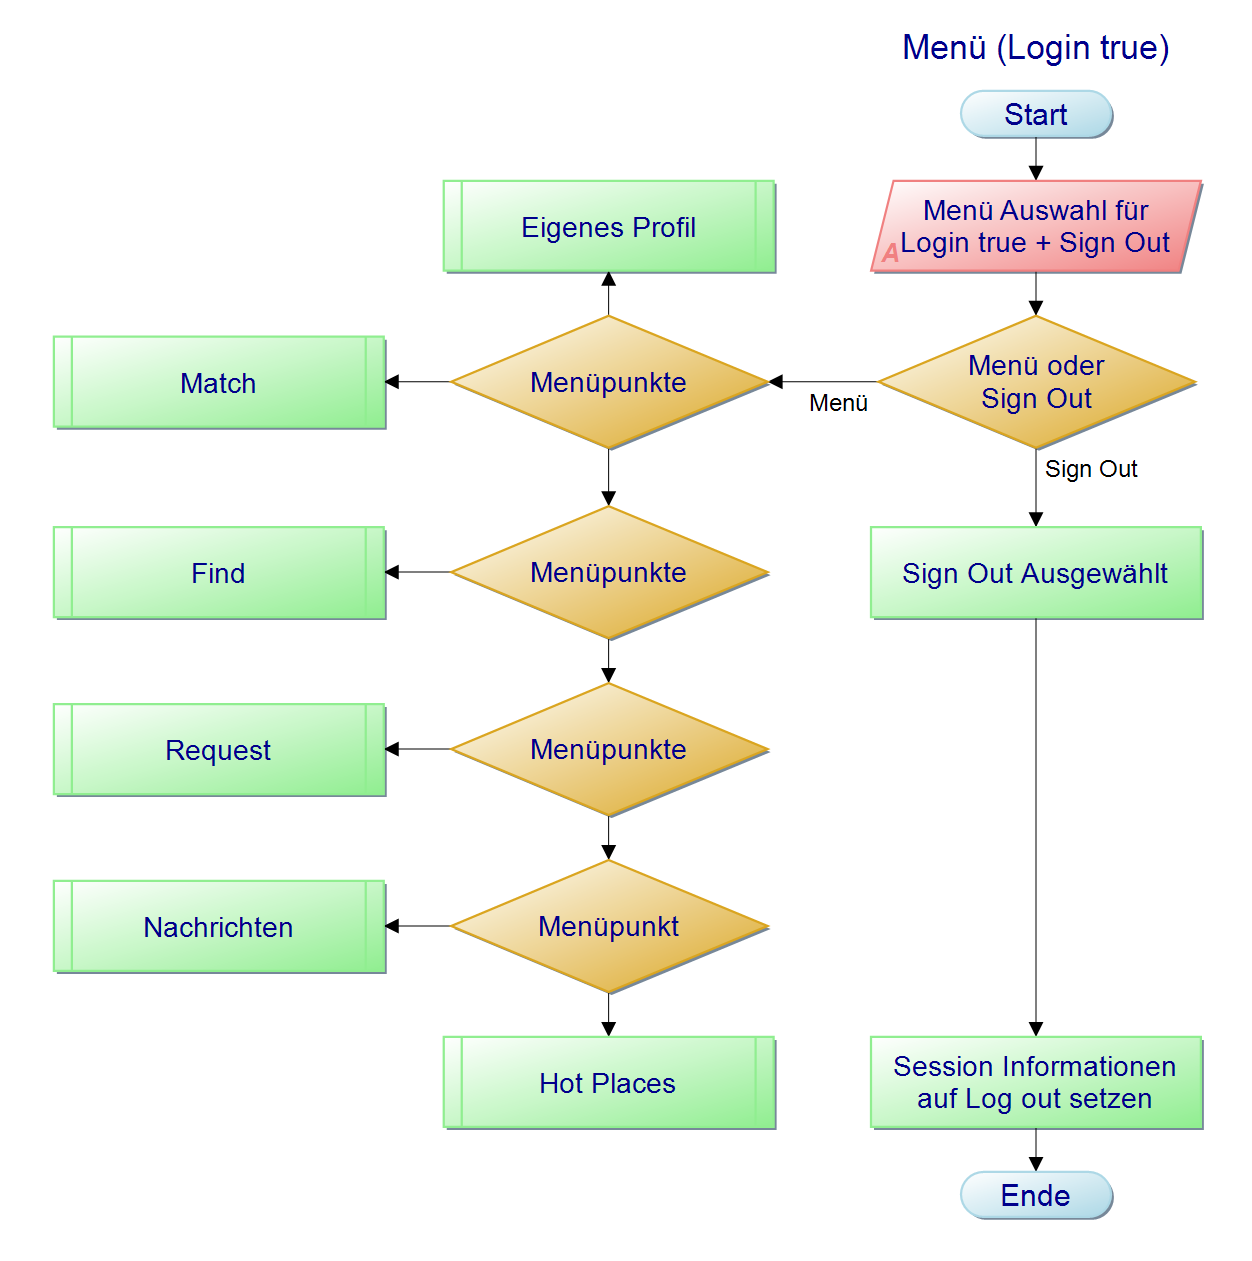 Menü (Login true)
Start
Menü Auswahl für
Login true + Sign Out
A
Eigenes Profil
Menü oder
Sign Out
Menü
Menüpunkte
Match
Sign Out
Menüpunkte
Find
Sign Out Ausgewählt
Menüpunkte
Request
Menüpunkt
Nachrichten
Hot Places
Session Informationen
auf Log out setzen
Ende